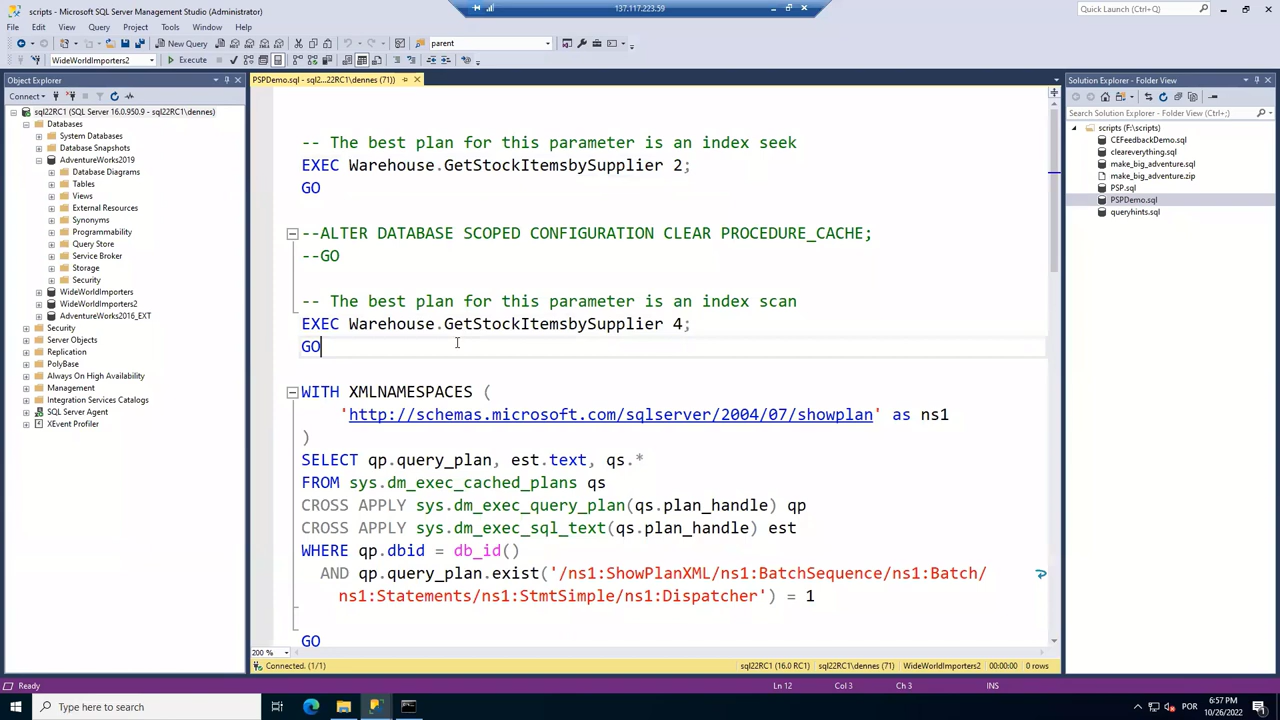 scripts - Microsoft SQL Server Management Studio (Administrator)
137.117.223.59
Quick Launch (Ctrl+Q)
File Edit View Query Project Tools Window Help
New Query
parent
WideWorldImporters2
Execute
Object Explorer
Connect
sql22RC1 (SQL Server 16.0.950.9 - sql22RC1\dennes)
Databases
System Databases
Database Snapshots
AdventureWorks2019
Database Diagrams
Tables
Views
External Resources
Synonyms
Programmability
Query Store
Service Broker
Storage
Security
WideWorldImporters
WideWorldImporters2
AdventureWorks2016_EXT
Security
Server Objects
Replication
PolyBase
Always On High Availability
Management
Integration Services Catalogs
SQL Server Agent
XEvent Profiler
PSPDemo.sql - sql2...22RC1\dennes (71))
-- The best plan for this parameter is an index seek
EXEC Warehouse.GetStockItemsbySupplier 2;
GO
--ALTER DATABASE SCOPED CONFIGURATION CLEAR PROCEDURE_CACHE;
--GO
-- The best plan for this parameter is an index scan
EXEC Warehouse.GetStockItemsbySupplier 4;
GO
WITH XMLNAMESPACES (
'http://schemas.microsoft.com/sqlserver/2004/07/showplan' as ns1
)
SELECT qp.query_plan, est.text, qs.*
FROM sys.dm_exec_cached_plans qs
CROSS APPLY sys.dm_exec_query_plan(qs.plan_handle) qp
CROSS APPLY sys.dm_exec_sql_text(qs.plan_handle) est
WHERE qp.dbid = db_id()
AND qp.query_plan.exist('/ns1:ShowPlanXML/ns1:BatchSequence/ns1:Batch/
ns1:Statements/ns1:StmtSimple/ns1:Dispatcher') = 1
GO
200 %
Connected. (1/1)
sql22RC1 (16.0 RC1)
sql22RC1\dennes (71)
WideWorldImporters2
00:00:00
0 rows
Solution Explorer - Folder View
Search Solution Explorer - Folder View (Ctrl+;)
scripts (F:\scripts)
CEFeedbackDemo.sql
cleareverything.sql
make_big_adventure.sql
make_big_adventure.zip
PSP.sql
PSPDemo.sql
queryhints.sql
Ready
Ln 12
Col 3
Ch 3
INS
Type here to search
POR
6:57 PM
10/26/2022
1